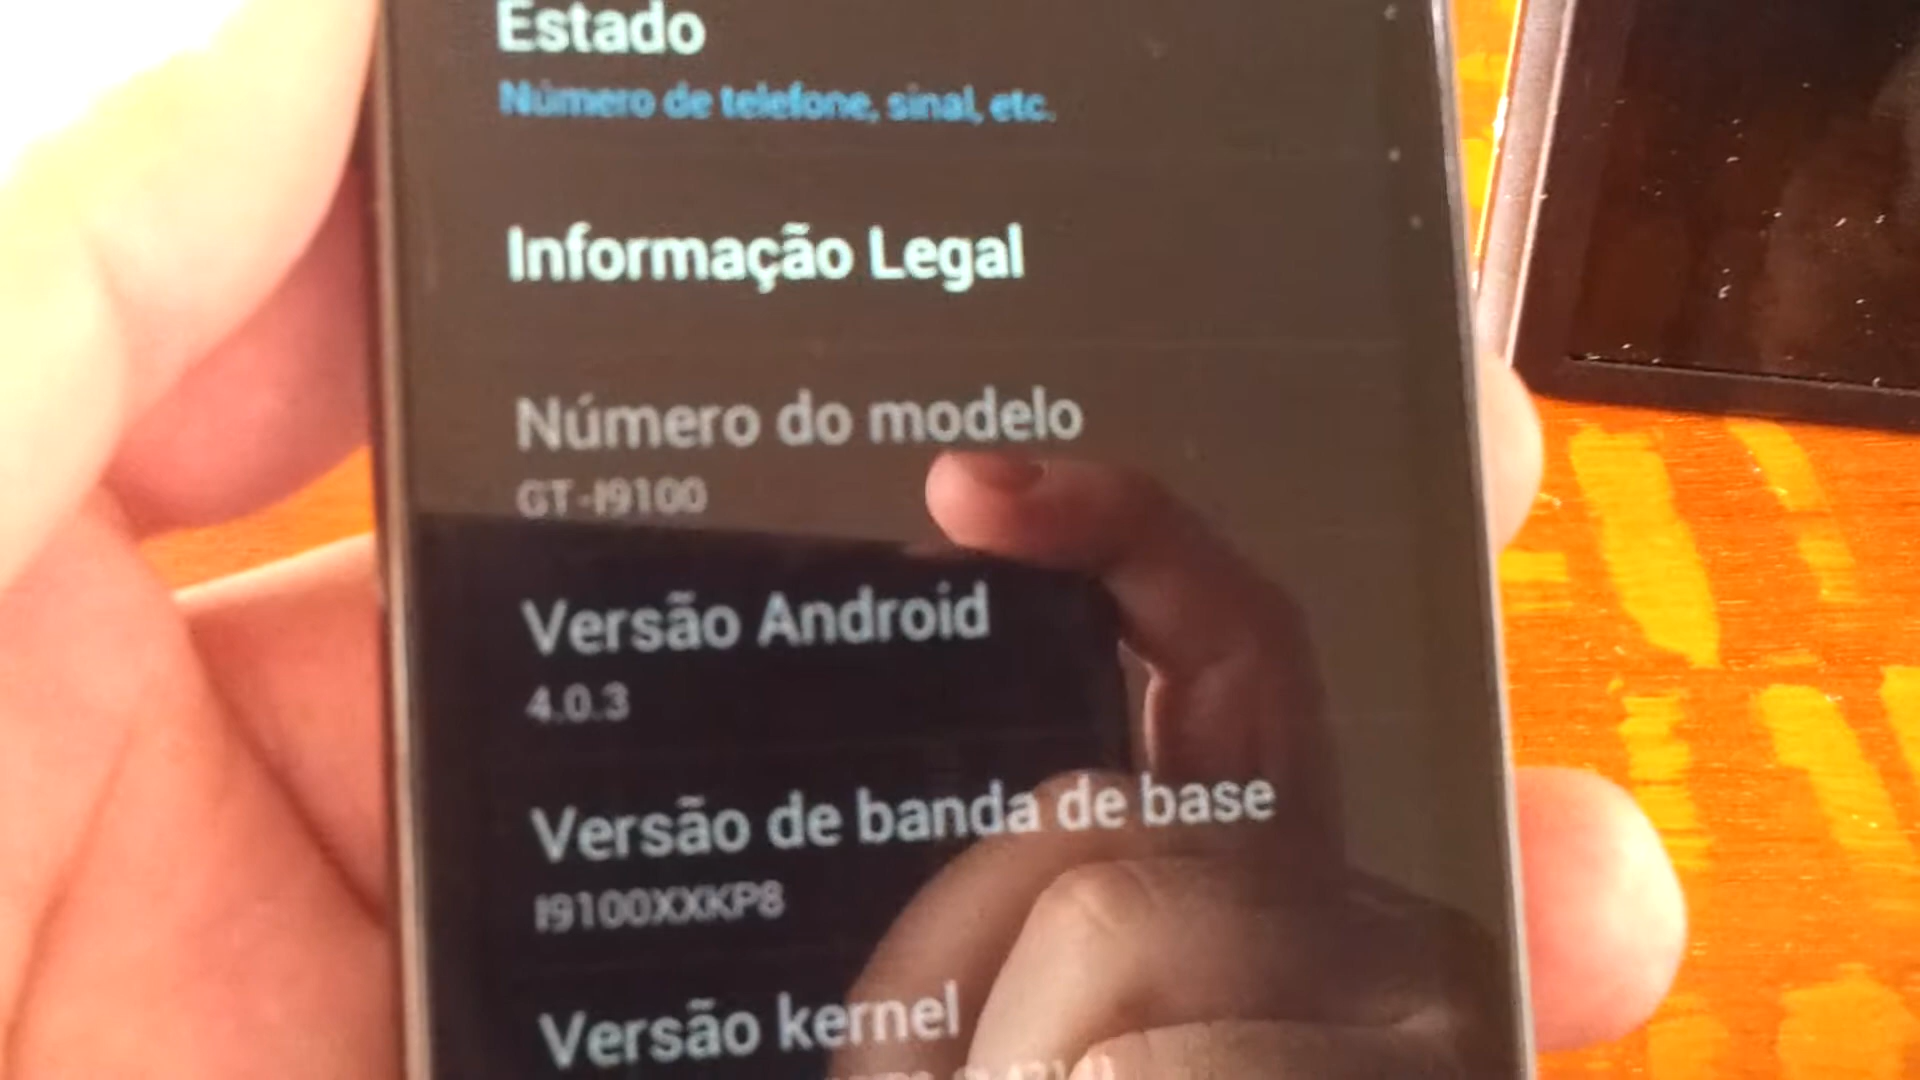 Estado
Número de telefone, sinal, etc.
Informação Legal
Número do modelo
GT-I9100
Versão Android
4.0.3
Versão de banda de base
I9100XXKP8
Versão kernel